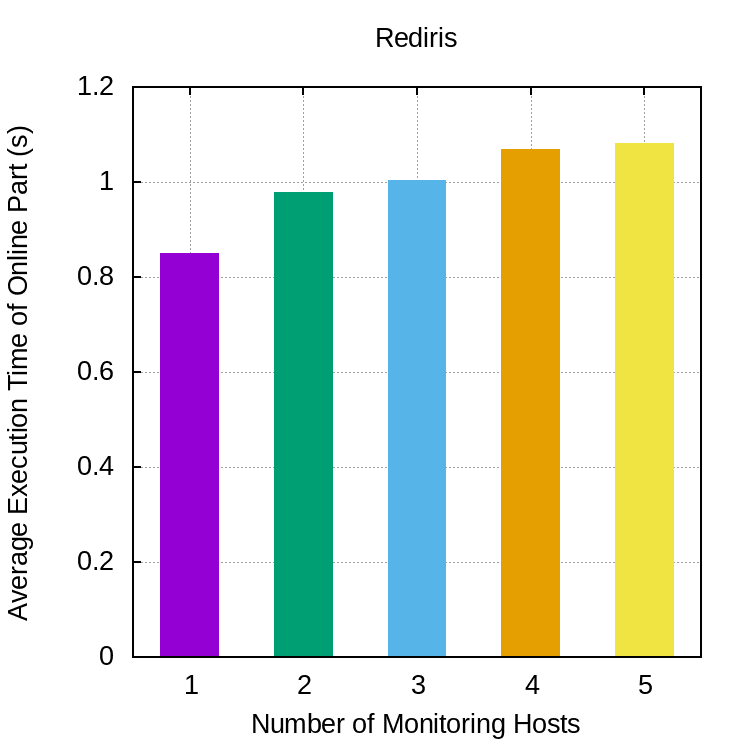 Rediris
Average Execution Time of Online Part (s)
1.2
1
0.8
0.6
0.4
0.2
0
1 2 3 4 5
Number of Monitoring Hosts